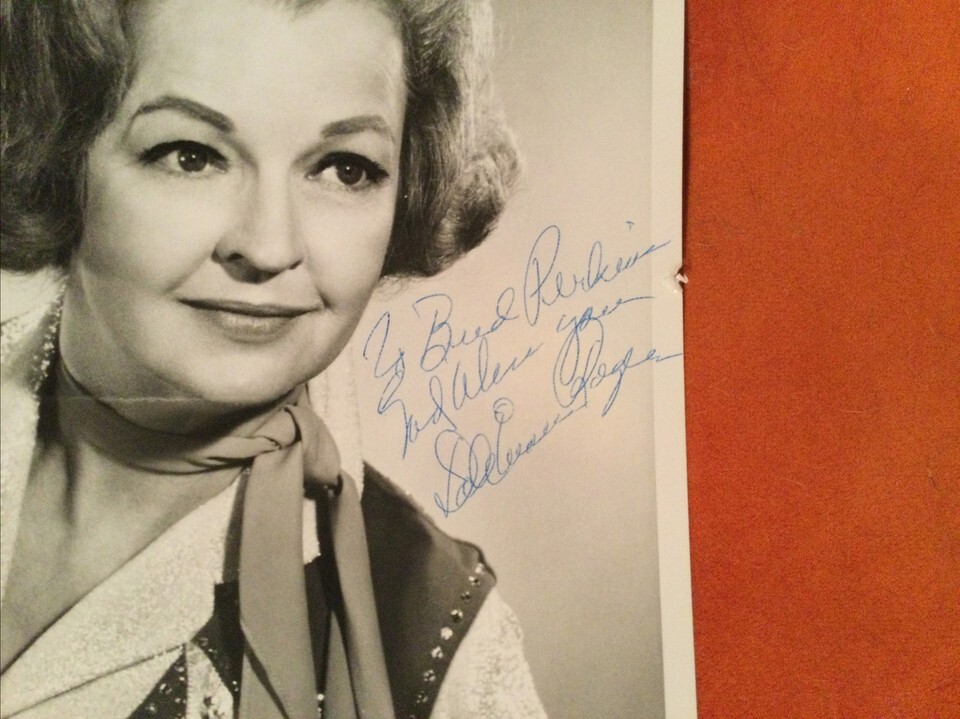 To Bud Perkins
God bless you
Dale Evans Rogers